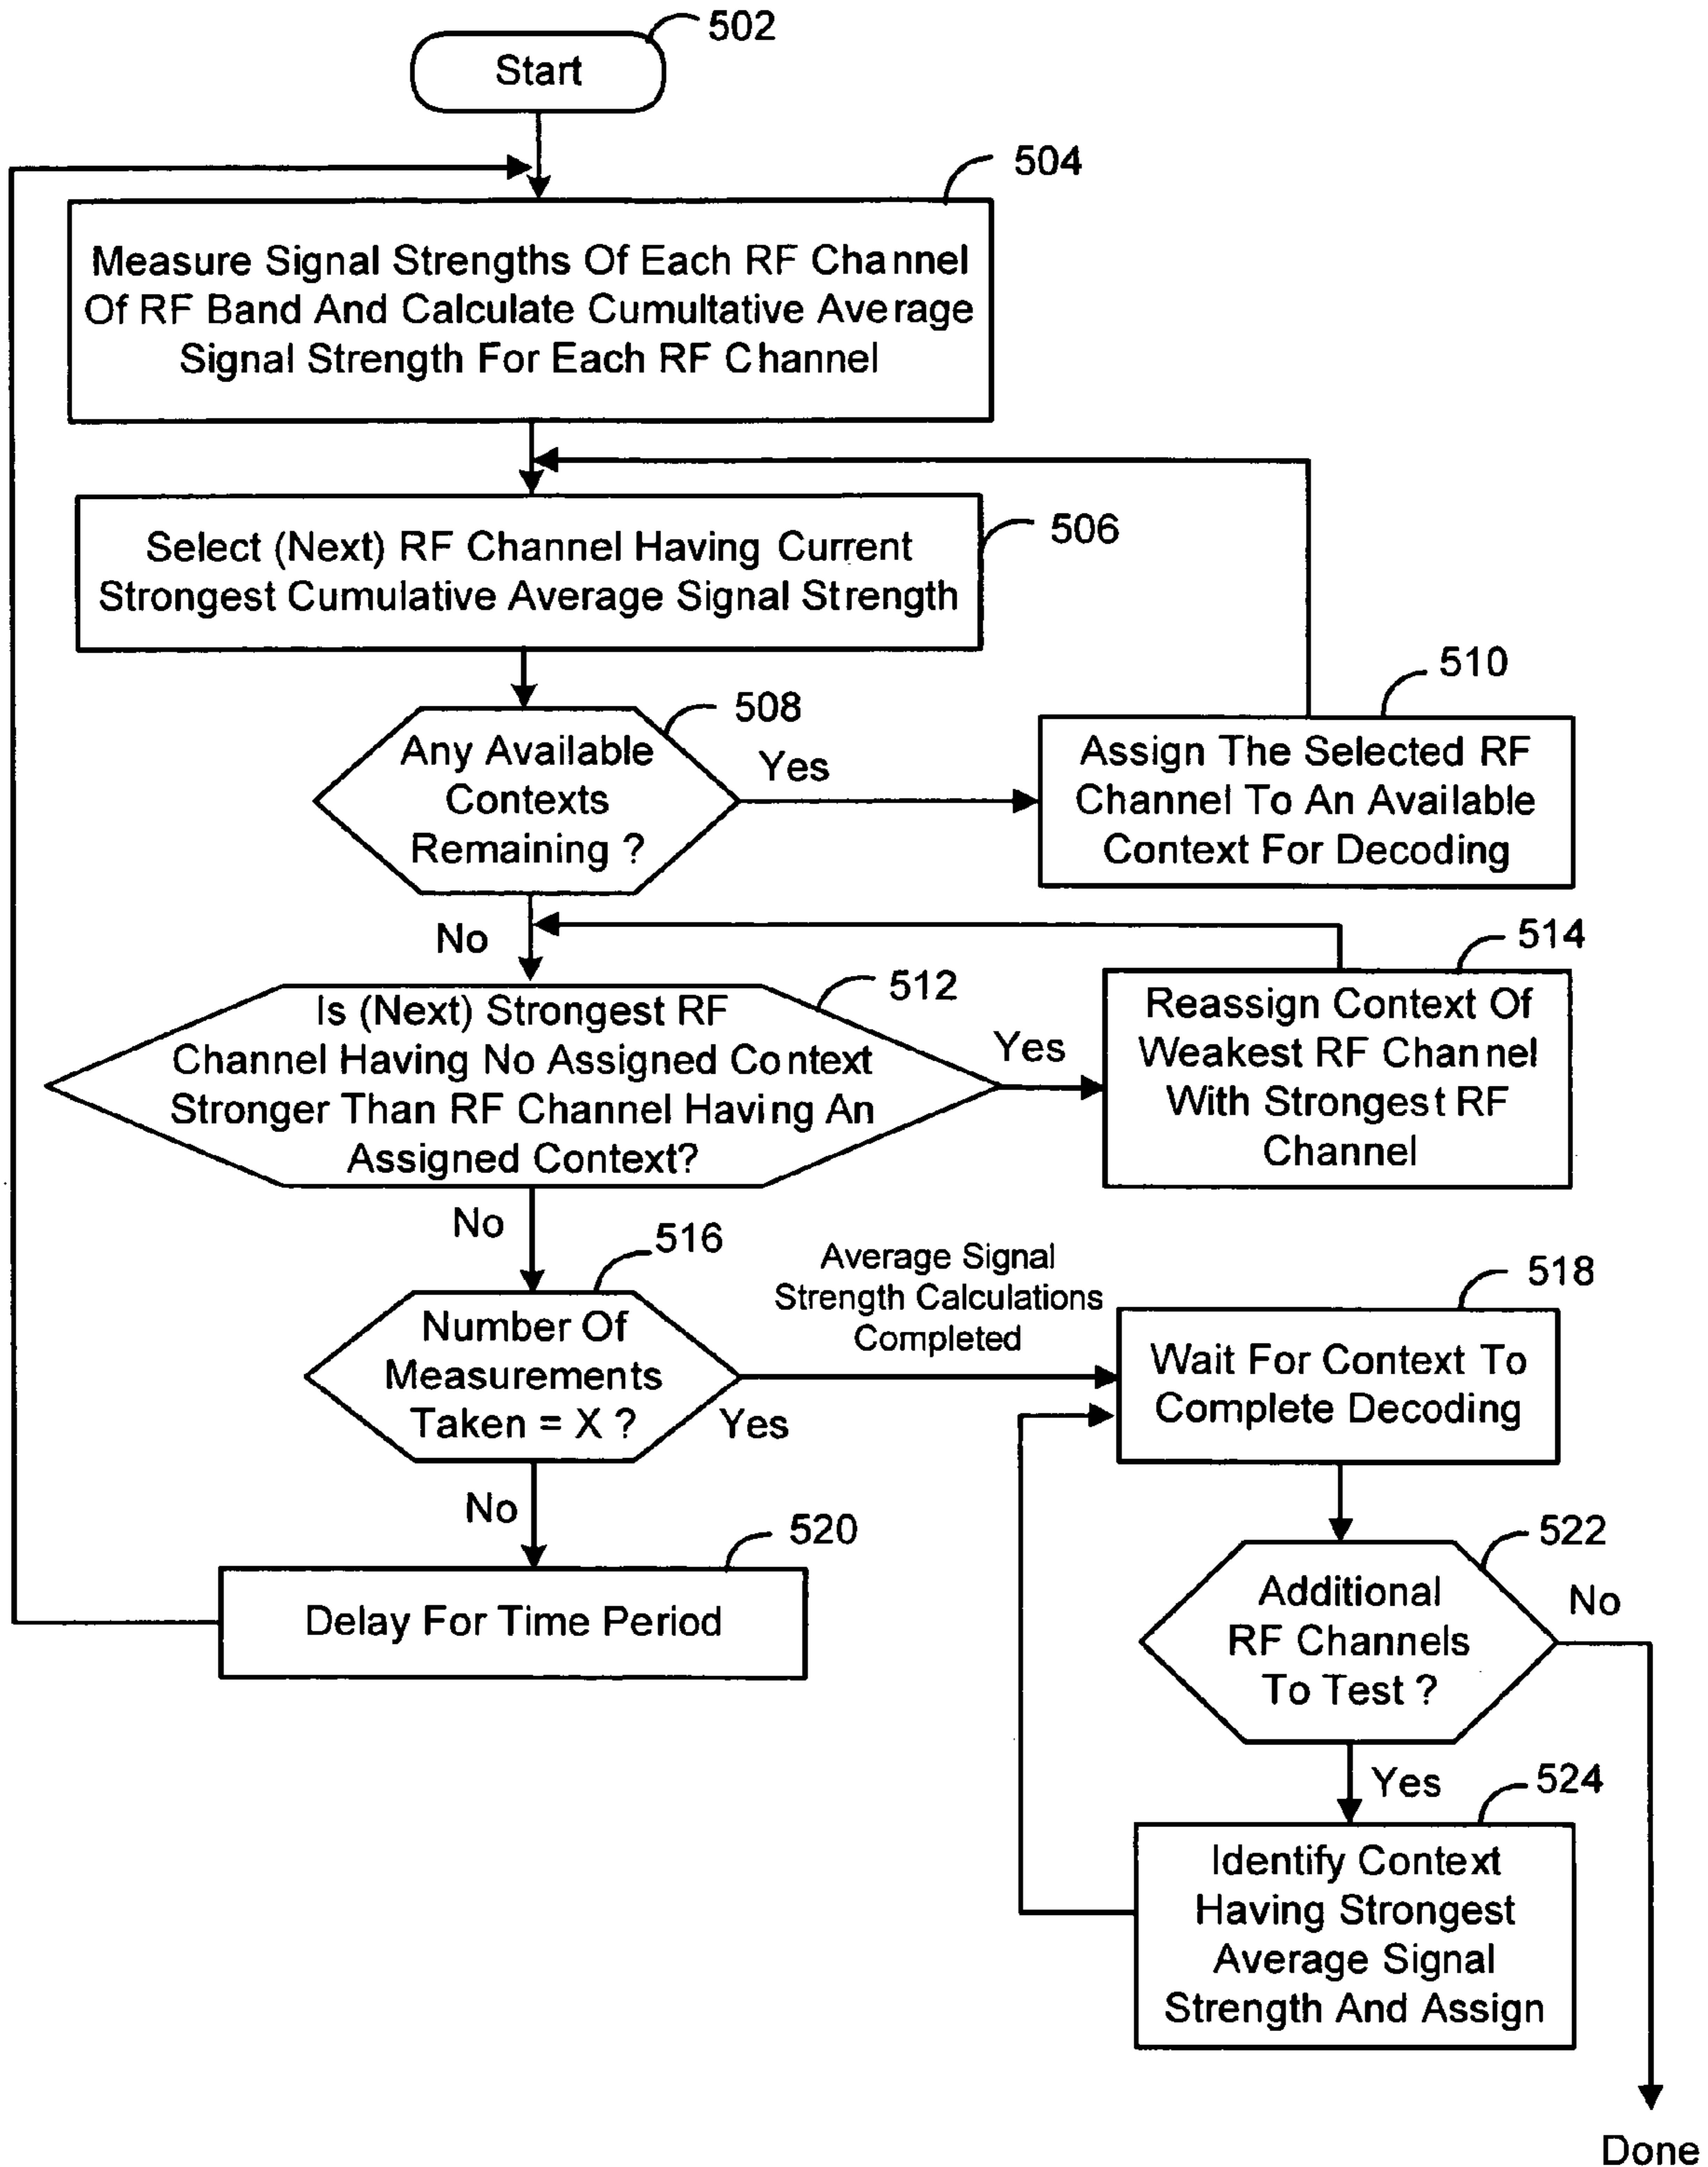 502
Start
504
Measure Signal Strengths Of Each RF Channel
Of RF Band And Calculate Cumultative Average
Signal Strength For Each RF Channel
Select (Next) RF Channel Having Current
Strongest Cumulative Average Signal Strength
506
508
Any Available
Contexts
Remaining ?
Yes
510
Assign The Selected RF
Channel To An Available
Context For Decoding
No
512
Is (Next) Strongest RF
Channel Having No Assigned Context
Stronger Than RF Channel Having An
Assigned Context?
Yes
514
Reassign Context Of
Weakest RF Channel
With Strongest RF
Channel
No
516
Number Of
Measurements
Taken = X ?
Yes
Average Signal
Strength Calculations
Completed
518
Wait For Context To
Complete Decoding
No
520
Delay For Time Period
522
Additional
RF Channels
To Test ?
No
Yes
524
Identify Context
Having Strongest
Average Signal
Strength And Assign
Done